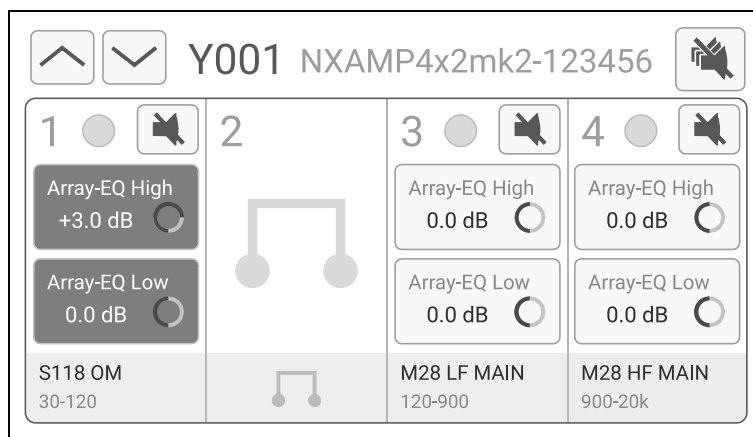 Y001 NXAMP4x2mk2-123456
1 2 3 4
Array-EQ High Array-EQ High Array-EQ High
+3.0 dB 0.0 dB 0.0 dB
Array-EQ Low Array-EQ Low Array-EQ Low
0.0 dB 0.0 dB 0.0 dB
S118 OM M28 LF MAIN M28 HF MAIN
30-120 120-900 900-20k